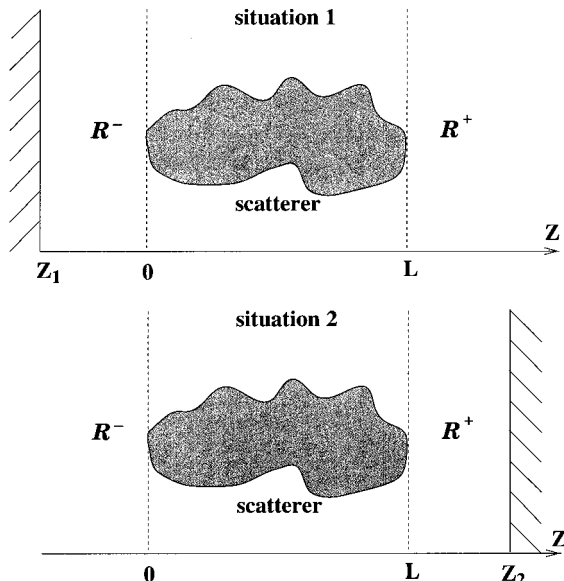 situation 1
R⁻ R⁺
scatterer
Z
Z₁ 0 L
situation 2
R⁻ R⁺
scatterer
Z
0 L Z₂